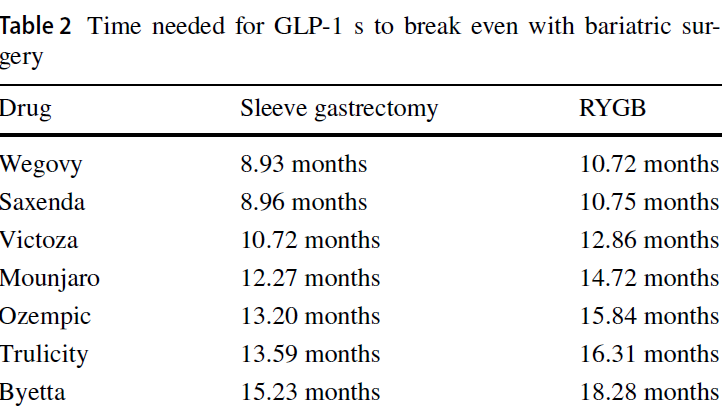 Table 2 Time needed for GLP-1 s to break even with bariatric sur-
gery
Drug Sleeve gastrectomy RYGB
Wegovy 8.93 months 10.72 months
Saxenda 8.96 months 10.75 months
Victoza 10.72 months 12.86 months
Mounjaro 12.27 months 14.72 months
Ozempic 13.20 months 15.84 months
Trulicity 13.59 months 16.31 months
Byetta 15.23 months 18.28 months